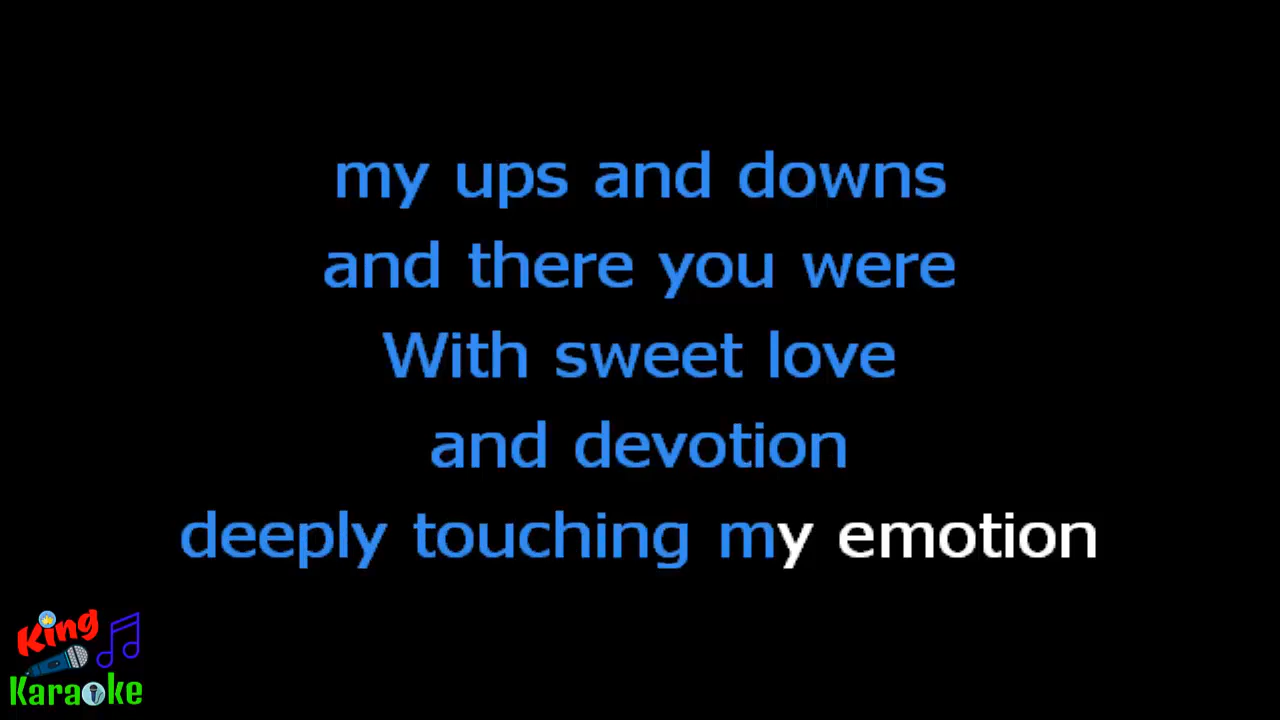 my ups and downs
and there you were
With sweet love
and devotion
deeply touching my emotion
King
Karaoke